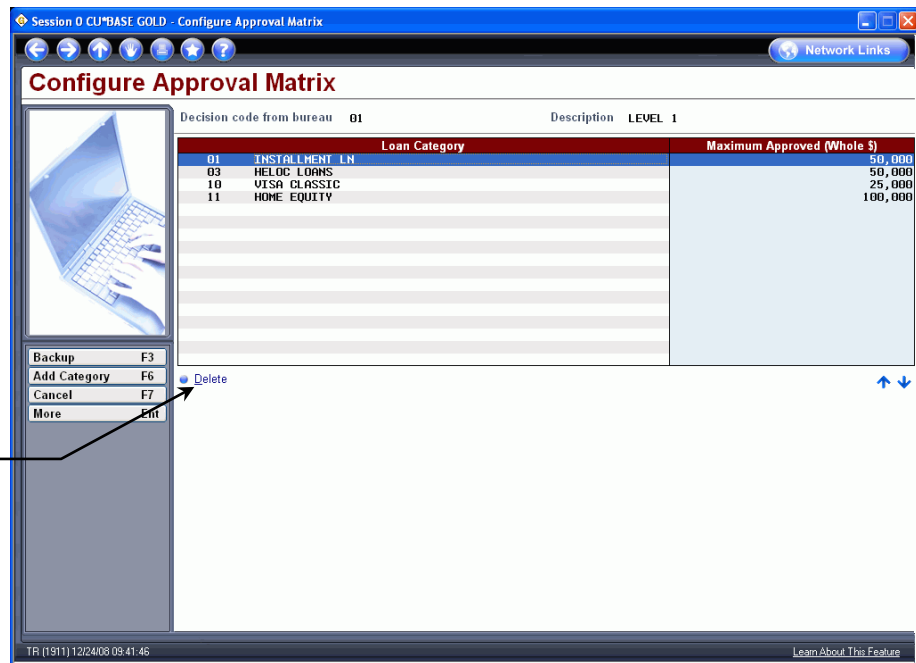 Session 0 CU*BASE GOLD - Configure Approval Matrix
Network Links
Configure Approval Matrix
Decision code from bureau 01 Description LEVEL 1
Loan Category Maximum Approved (Whole $)
01 INSTALLMENT LN 50,000
03 HELOC LOANS 50,000
10 VISA CLASSIC 25,000
11 HOME EQUITY 100,000
Backup F3
Add Category F6
Cancel F7
More Ent
Delete
TR (1911) 12/24/08 09:41:46 Learn About This Feature